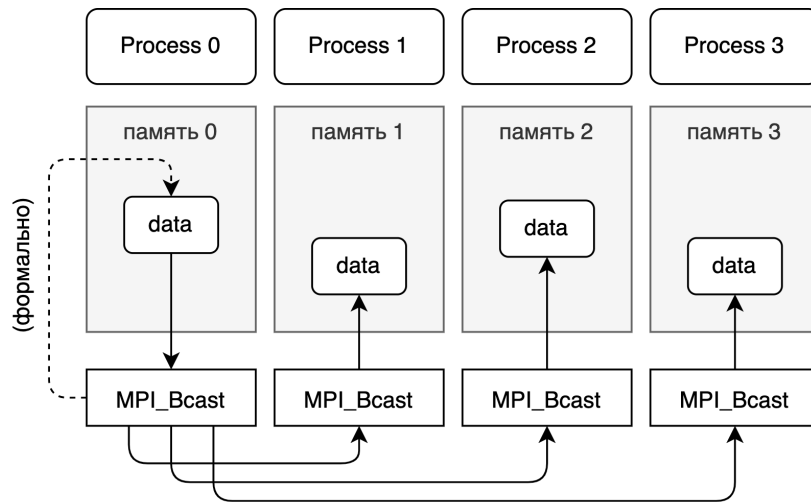 Process 0
Process 1
Process 2
Process 3
память 0
память 1
память 2
память 3
(формально)
data
data
data
data
MPI_Bcast
MPI_Bcast
MPI_Bcast
MPI_Bcast